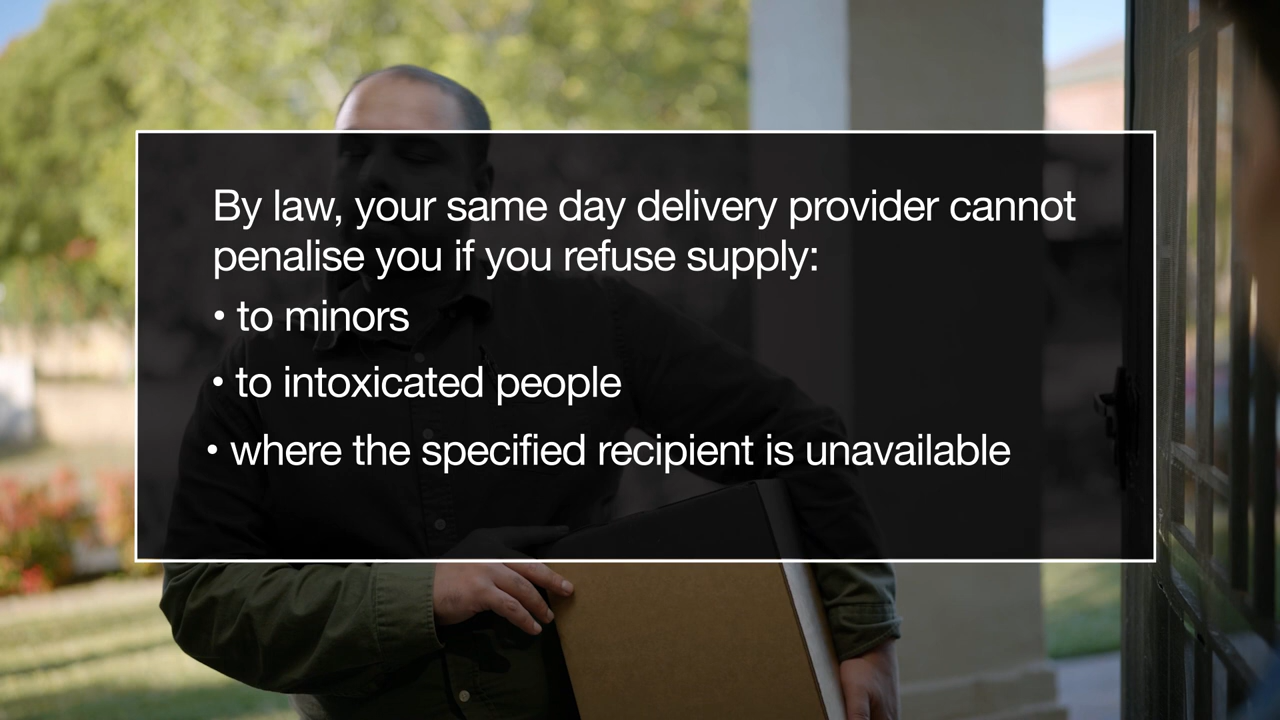 By law, your same day delivery provider cannot
penalise you if you refuse supply:
• to minors
• to intoxicated people
• where the specified recipient is unavailable